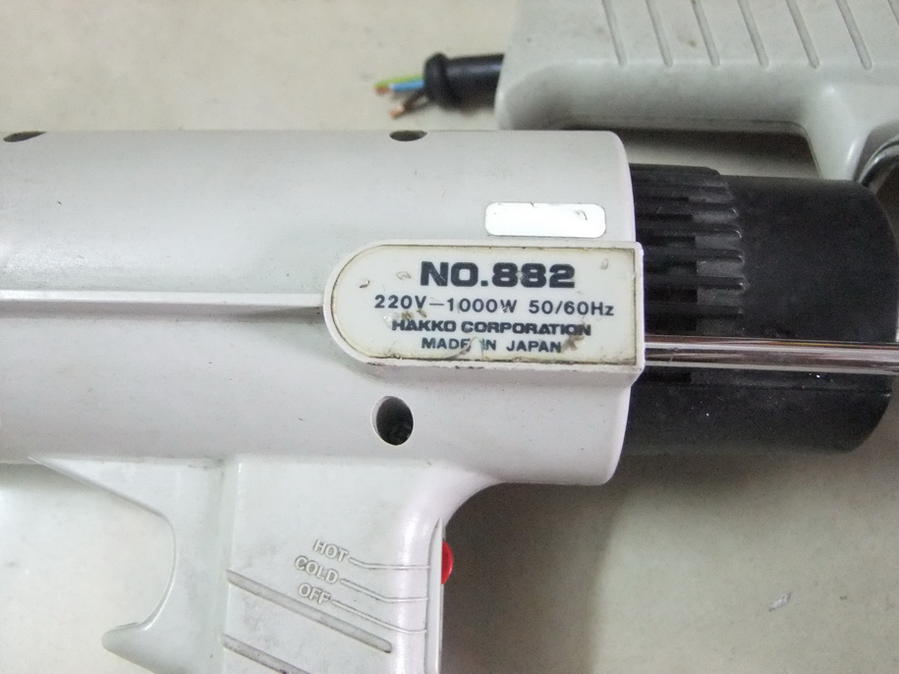 NO.882
220V-1000W 50/60Hz
HAKKO CORPORATION
MADE IN JAPAN
HOT
COLD
OFF